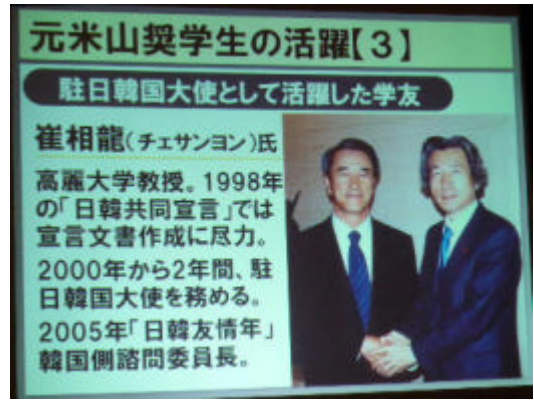 元米山奨学生の活躍【3】
駐日韓国大使として活躍した学友
崔相龍(チェサンヨン)氏
高麗大学教授。1998年
の「日韓共同宣言」では
宣言文書作成に尽力。
2000年から2年間、駐
日韓国大使を務める。
2005年「日韓友情年」
韓国側諮問委員長。